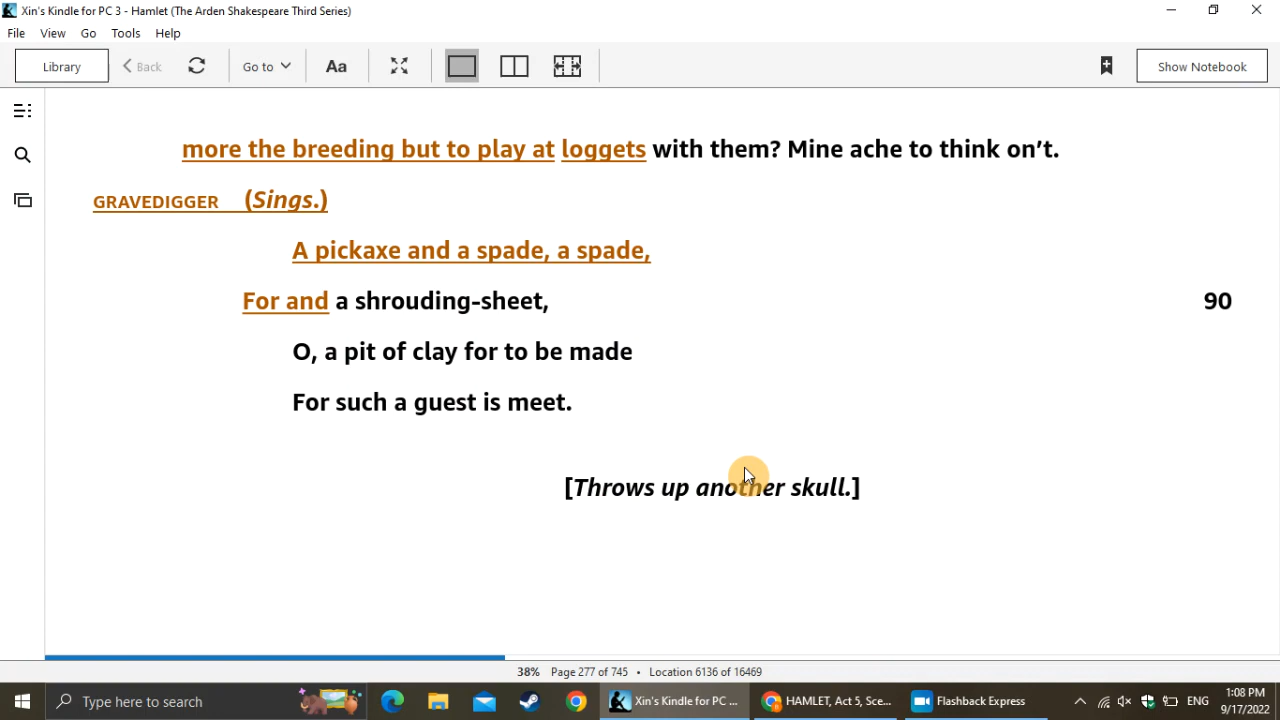 Xin's Kindle for PC 3 - Hamlet (The Arden Shakespeare Third Series)
File View Go Tools Help
Library Back Go to Aa Show Notebook
more the breeding but to play at loggets with them? Mine ache to think on't.
GRAVEDIGGER (Sings.)
A pickaxe and a spade, a spade,
For and a shrouding-sheet, 90
O, a pit of clay for to be made
For such a guest is meet.
[Throws up another skull.]
38% Page 277 of 745 • Location 6136 of 16469
Type here to search Xin's Kindle for PC ... HAMLET, Act 5, Sce... Flashback Express ENG 1:08 PM
9/17/2022